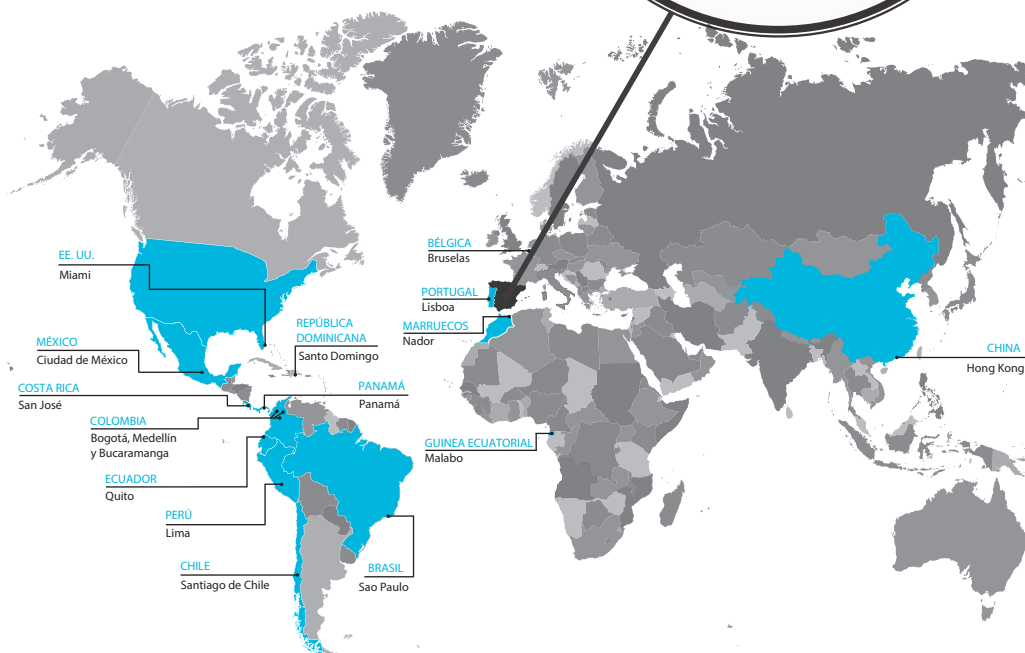 EE. UU.
Miami
MÉXICO
Ciudad de México
COSTA RICA
San José
REPÚBLICA
DOMINICANA
Santo Domingo
PANAMÁ
Panamá
COLOMBIA
Bogotá, Medellín
y Bucaramanga
ECUADOR
Quito
PERÚ
Lima
CHILE
Santiago de Chile
BRASIL
Sao Paulo
BÉLGICA
Bruselas
PORTUGAL
Lisboa
MARRUECOS
Nador
GUINEA ECUATORIAL
Malabo
CHINA
Hong Kong